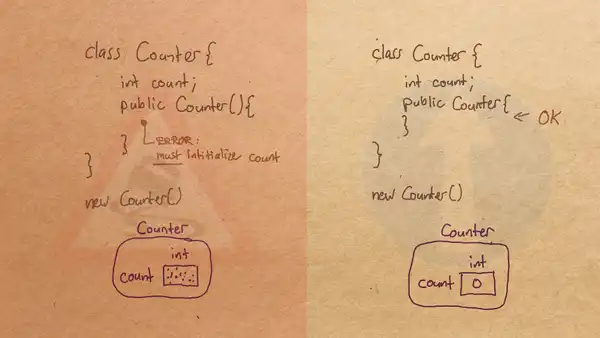 class Counter {
int count;
public Counter() {
}
ERROR:
must intitialize count
}
new Counter()
Counter
int
count
class Counter {
int count;
public Counter {
}
← OK
}
new Counter()
Counter
int
count 0